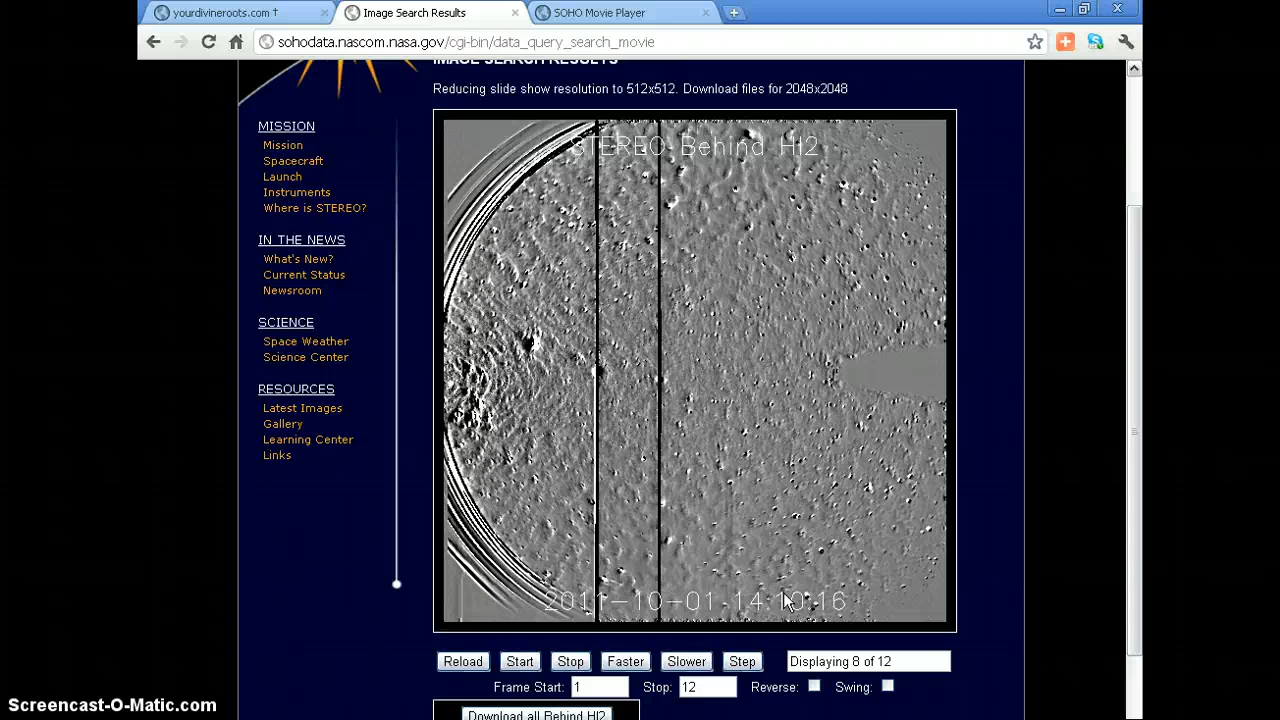 yourdivineroots.com †
Image Search Results
SOHO Movie Player
sohodata.nascom.nasa.gov/cgi-bin/data_query_search_movie
IMAGE SEARCH RESULTS
Reducing slide show resolution to 512x512. Download files for 2048x2048
MISSION
Mission
Spacecraft
Launch
Instruments
Where is STEREO?
IN THE NEWS
What's New?
Current Status
Newsroom
SCIENCE
Space Weather
Science Center
RESOURCES
Latest Images
Gallery
Learning Center
Links
STEREO Behind HI2
2011-10-01 14:10:16
Reload Start Stop Faster Slower Step Displaying 8 of 12
Frame Start: 1 Stop: 12 Reverse: Swing:
Download all Behind HI2
Screencast-O-Matic.com